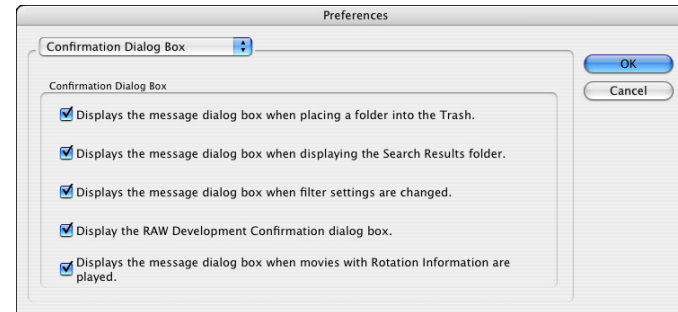 Preferences
Confirmation Dialog Box
OK
Cancel
Confirmation Dialog Box
Displays the message dialog box when placing a folder into the Trash.
Displays the message dialog box when displaying the Search Results folder.
Displays the message dialog box when filter settings are changed.
Display the RAW Development Confirmation dialog box.
Displays the message dialog box when movies with Rotation Information are
played.